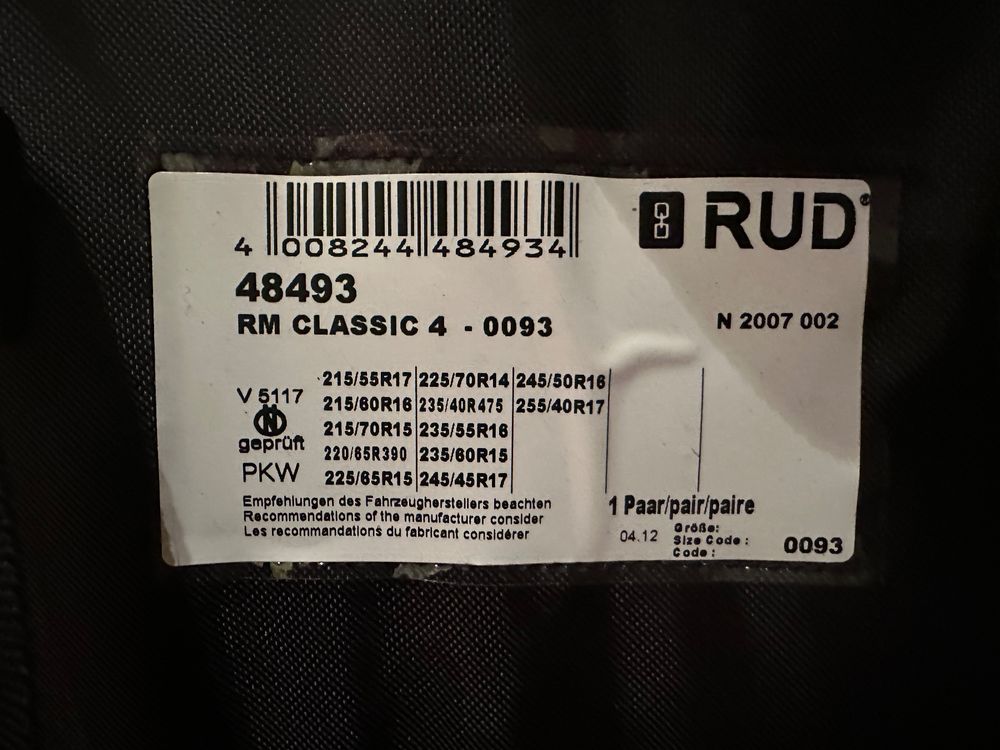 4 008244 484934
RUD®
48493
RM CLASSIC 4 - 0093
N 2007 002
V 5117
N
geprüft
PKW
215/55R17 225/70R14 245/50R16
215/60R16 235/40R475 255/40R17
215/70R15 235/55R16
220/65R390 235/60R15
225/65R15 245/45R17
Empfehlungen des Fahrzeugherstellers beachten
Recommendations of the manufacturer consider
Les recommandations du fabricant considérer
1 Paar/pair/paire
04.12
Größe:
Size Code :
Code :
0093